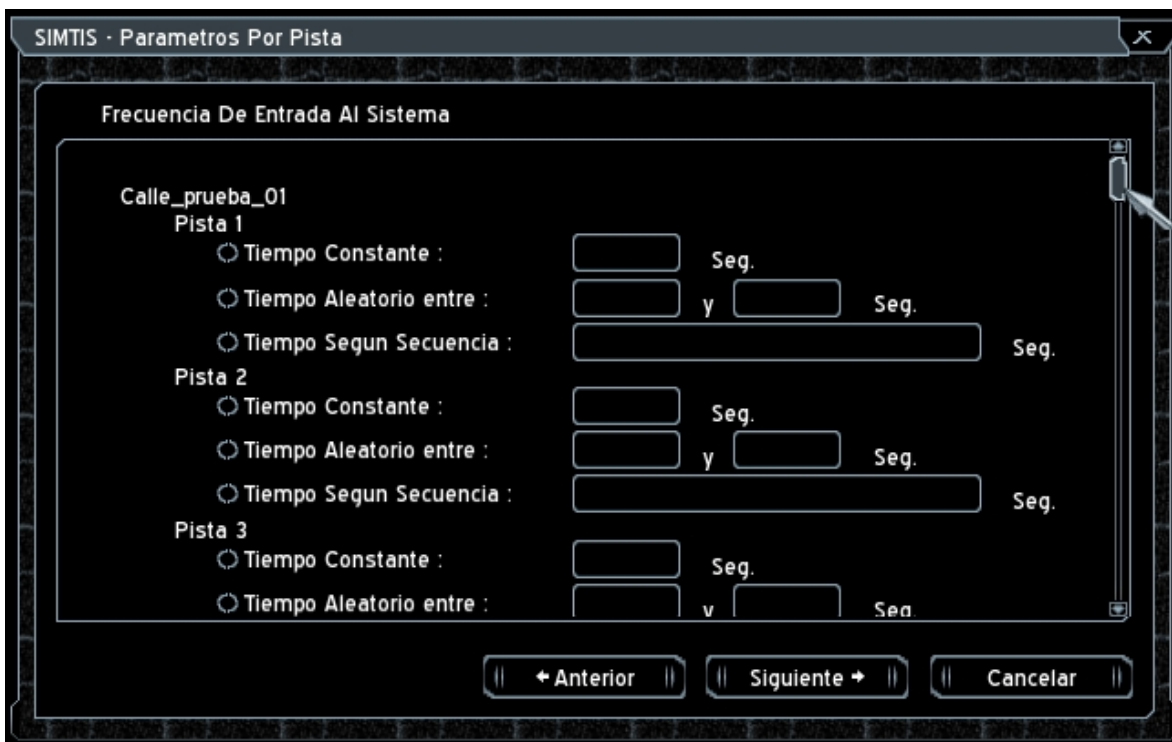 SIMTIS - Parametros Por Pista
Frecuencia De Entrada Al Sistema
Calle_prueba_01
Pista 1
Tiempo Constante : Seg.
Tiempo Aleatorio entre : y Seg.
Tiempo Segun Secuencia : Seg.
Pista 2
Tiempo Constante : Seg.
Tiempo Aleatorio entre : y Seg.
Tiempo Segun Secuencia : Seg.
Pista 3
Tiempo Constante : Seg.
Tiempo Aleatorio entre : y Seg.
Anterior Siguiente Cancelar